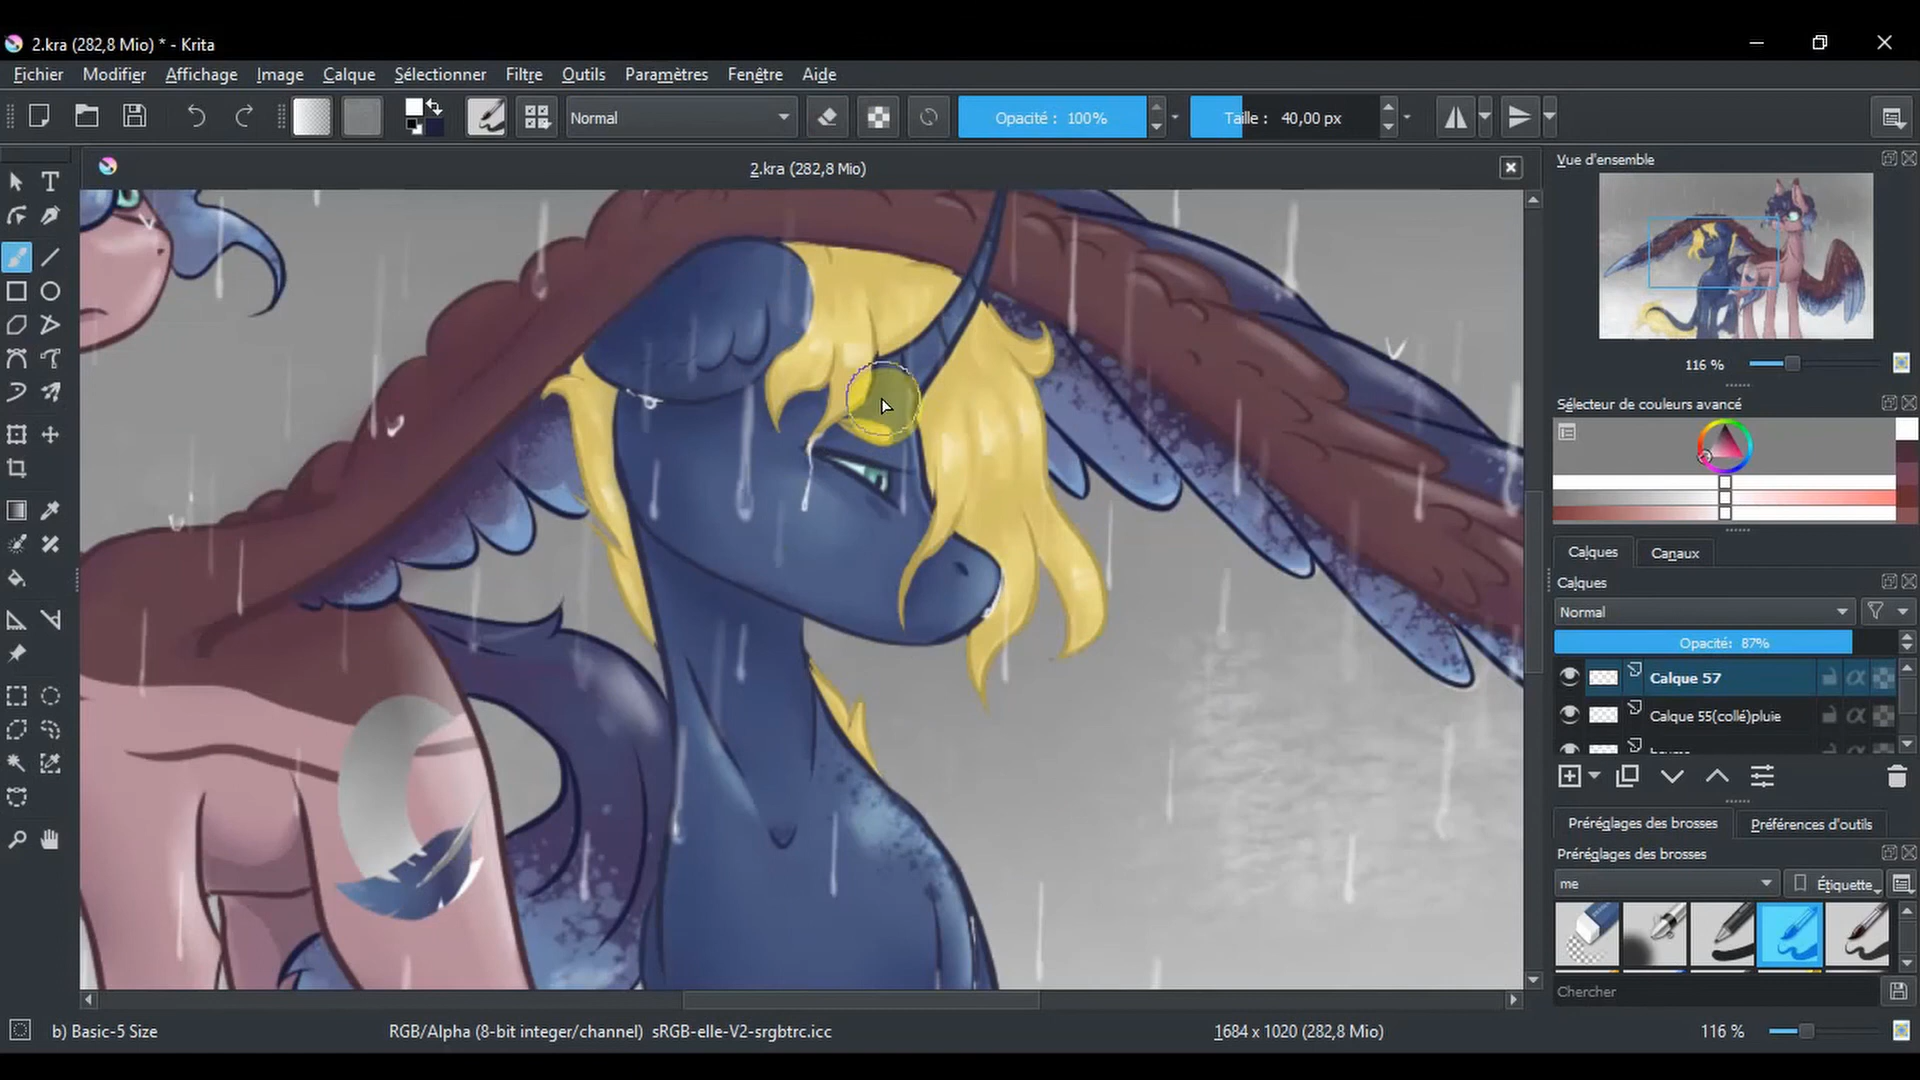 2.kra (282,8 Mio) * - Krita
Fichier Modifier Affichage Image Calque Sélectionner Filtre Outils Paramètres Fenêtre Aide
Normal
Opacité : 100%
Taille : 40,00 px
2.kra (282,8 Mio)
Vue d'ensemble
116 %
Sélecteur de couleurs avancé
Calques Canaux
Calques
Normal
Opacité: 87%
Calque 57
Calque 55(collé)pluie
Préréglages des brosses Préférences d'outils
Préréglages des brosses
me Étiquette
Chercher
b) Basic-5 Size RGB/Alpha (8-bit integer/channel) sRGB-elle-V2-srgbtrc.icc 1684 x 1020 (282,8 Mio) 116 %